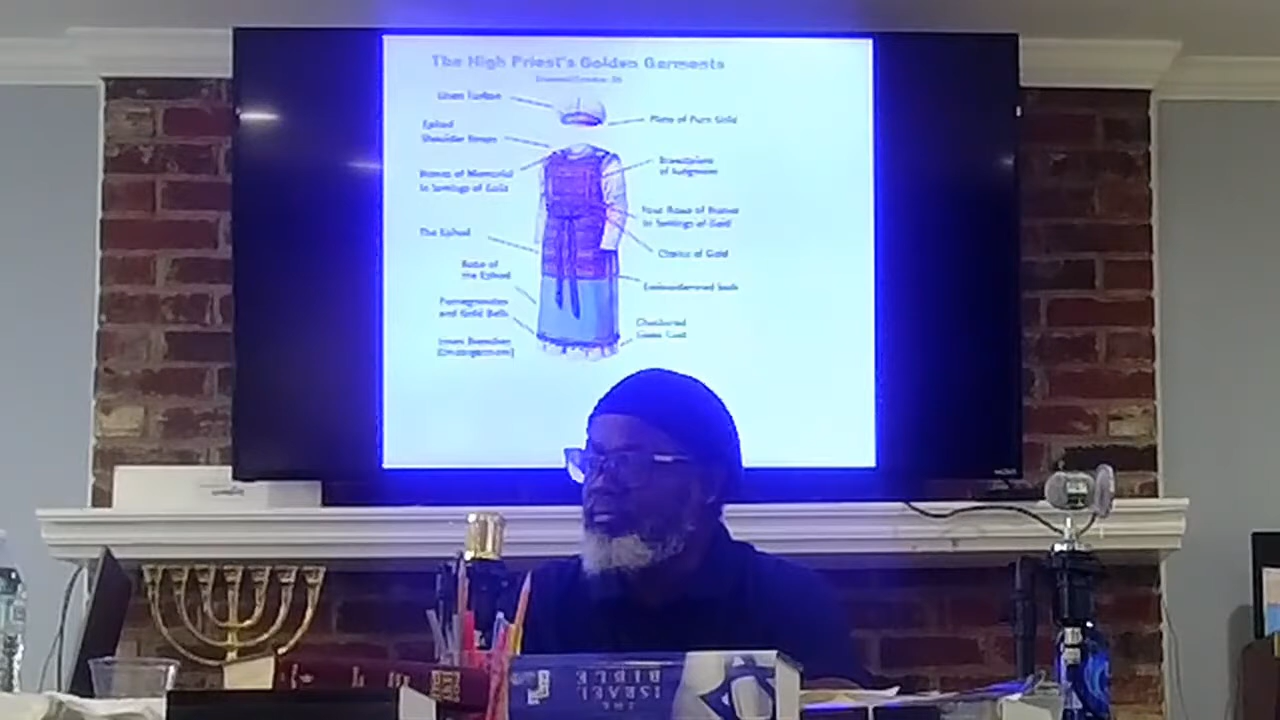 The High Priest's Golden Garments
Linen Turban
Plate of Pure Gold
Ephod
Shoulder Straps
Breastpiece
of Judgment
Stones of Memorial
in Settings of Gold
Four Rows of Stones
in Settings of Gold
The Ephod
Chains of Gold
Robe of
the Ephod
Embroidered Sash
Pomegranates
and Gold Bells
Checkered
Linen Coat
Linen Breeches
(Undergarment)
THE
ISRAEL
BIBLE